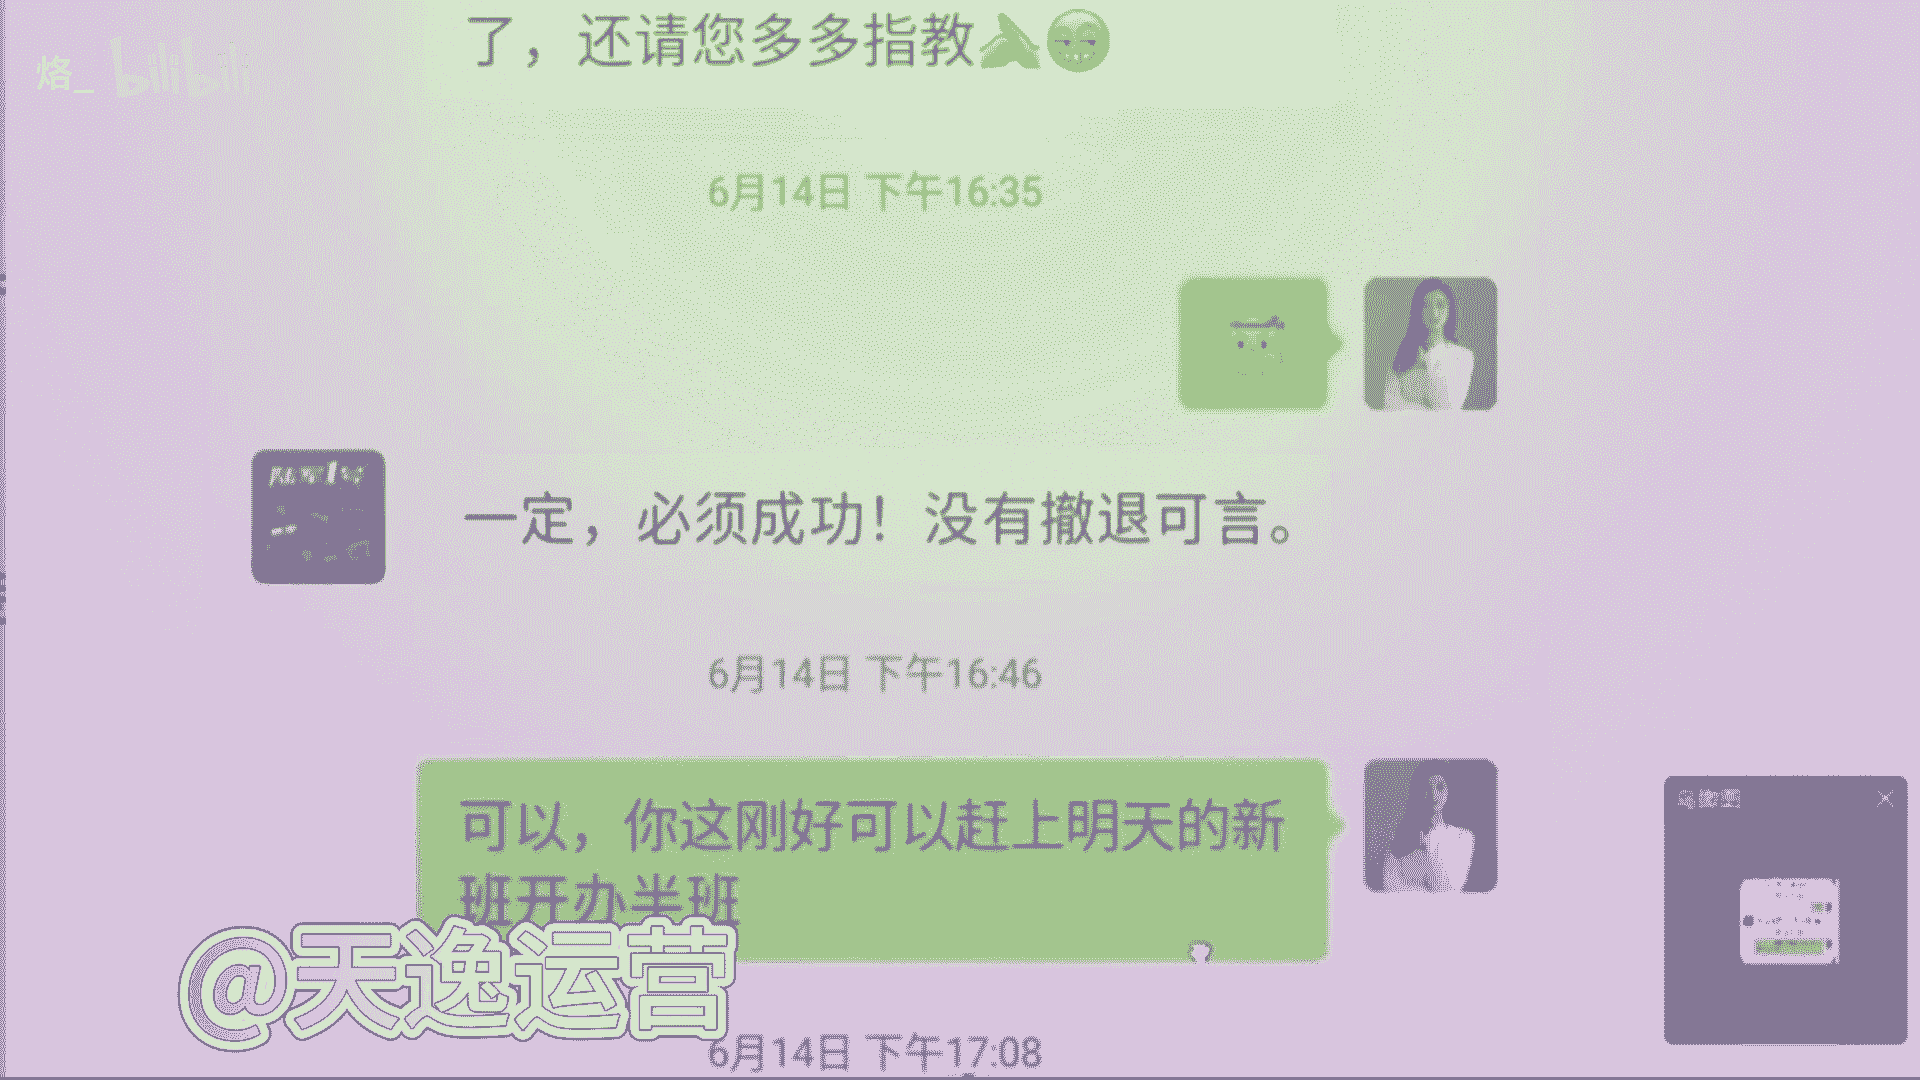 了，还请您多多指教
烙_ bilibili
6月14日 下午16:35
一定，必须成功！没有撤退可言。
6月14日 下午16:46
可以，你这刚好可以赶上明天的新
班开办半班
@天逸运营
6月14日 下午17:08